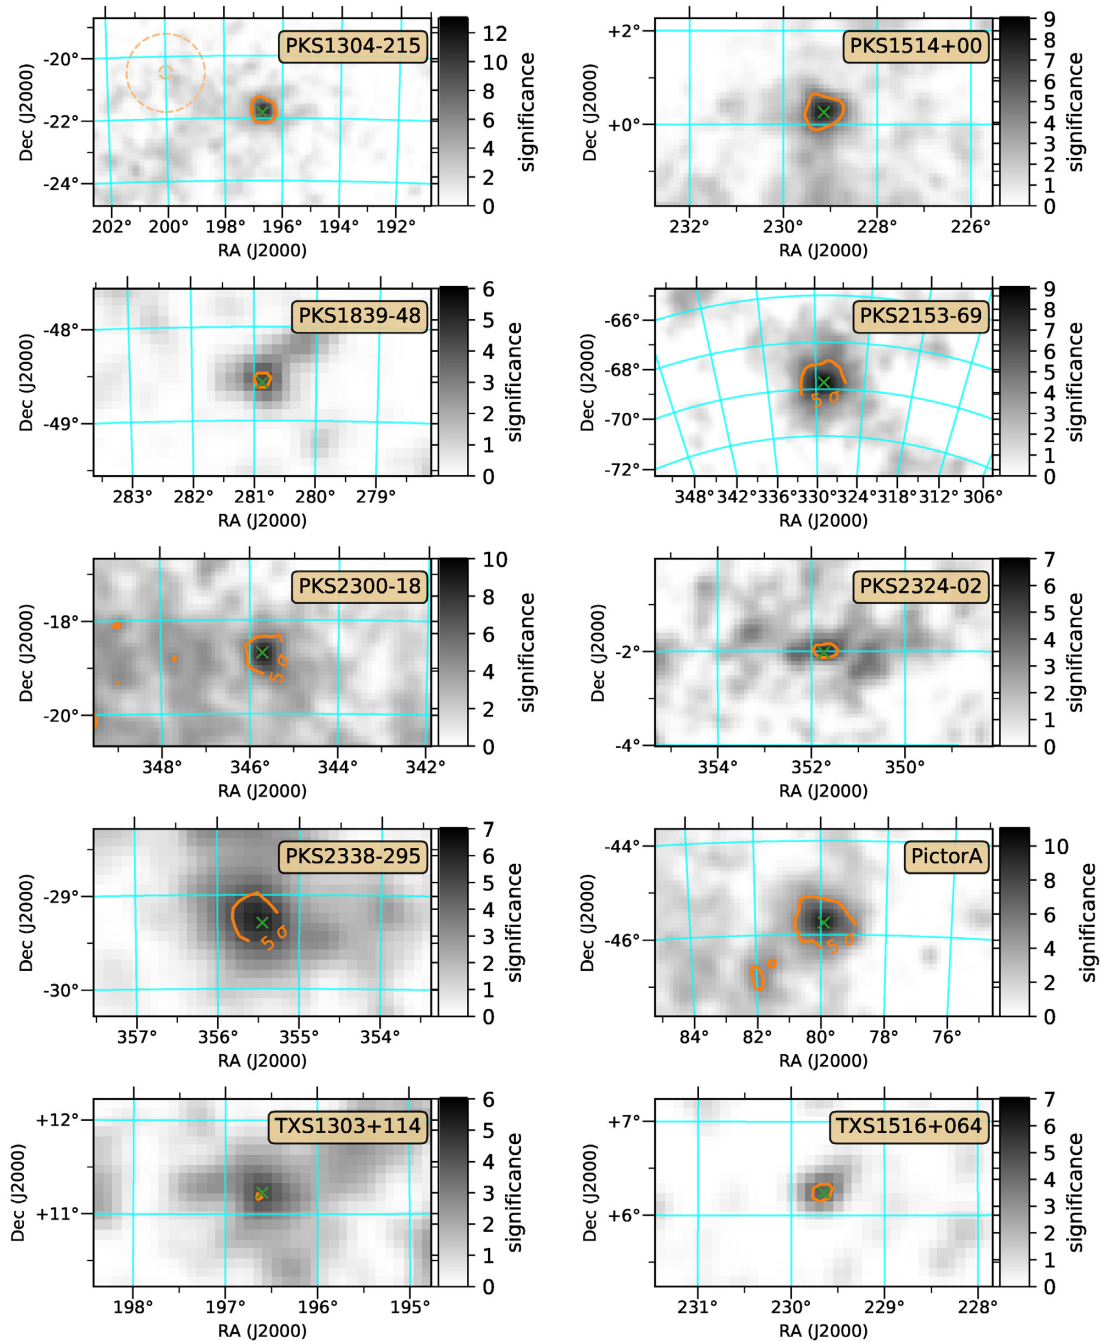 PKS1304-215
-20°
-22°
-24°
Dec (J2000)
202° 200° 198° 196° 194° 192°
RA (J2000)
12
10
8
6
4
2
0
significance
PKS1514+00
+2°
+0°
Dec (J2000)
232° 230° 228° 226°
RA (J2000)
9
8
7
6
5
4
3
2
1
0
significance
PKS1839-48
-48°
-49°
Dec (J2000)
283° 282° 281° 280° 279°
RA (J2000)
6
5
4
3
2
1
0
significance
PKS2153-69
-66°
-68°
-70°
-72°
Dec (J2000)
5 σ
348° 342° 336° 330° 324° 318° 312° 306°
RA (J2000)
9
8
7
6
5
4
3
2
1
0
significance
PKS2300-18
-18°
-20°
Dec (J2000)
5 σ
348° 346° 344° 342°
RA (J2000)
10
8
6
4
2
0
significance
PKS2324-02
-2°
-4°
Dec (J2000)
354° 352° 350°
RA (J2000)
7
6
5
4
3
2
1
0
significance
PKS2338-295
-29°
-30°
Dec (J2000)
5 σ
357° 356° 355° 354°
RA (J2000)
7
6
5
4
3
2
1
0
significance
PictorA
-44°
-46°
Dec (J2000)
5 σ
84° 82° 80° 78° 76°
RA (J2000)
10
8
6
4
2
0
significance
TXS1303+114
+12°
+11°
Dec (J2000)
198° 197° 196° 195°
RA (J2000)
6
5
4
3
2
1
0
significance
TXS1516+064
+7°
+6°
Dec (J2000)
231° 230° 229° 228°
RA (J2000)
7
6
5
4
3
2
1
0
significance